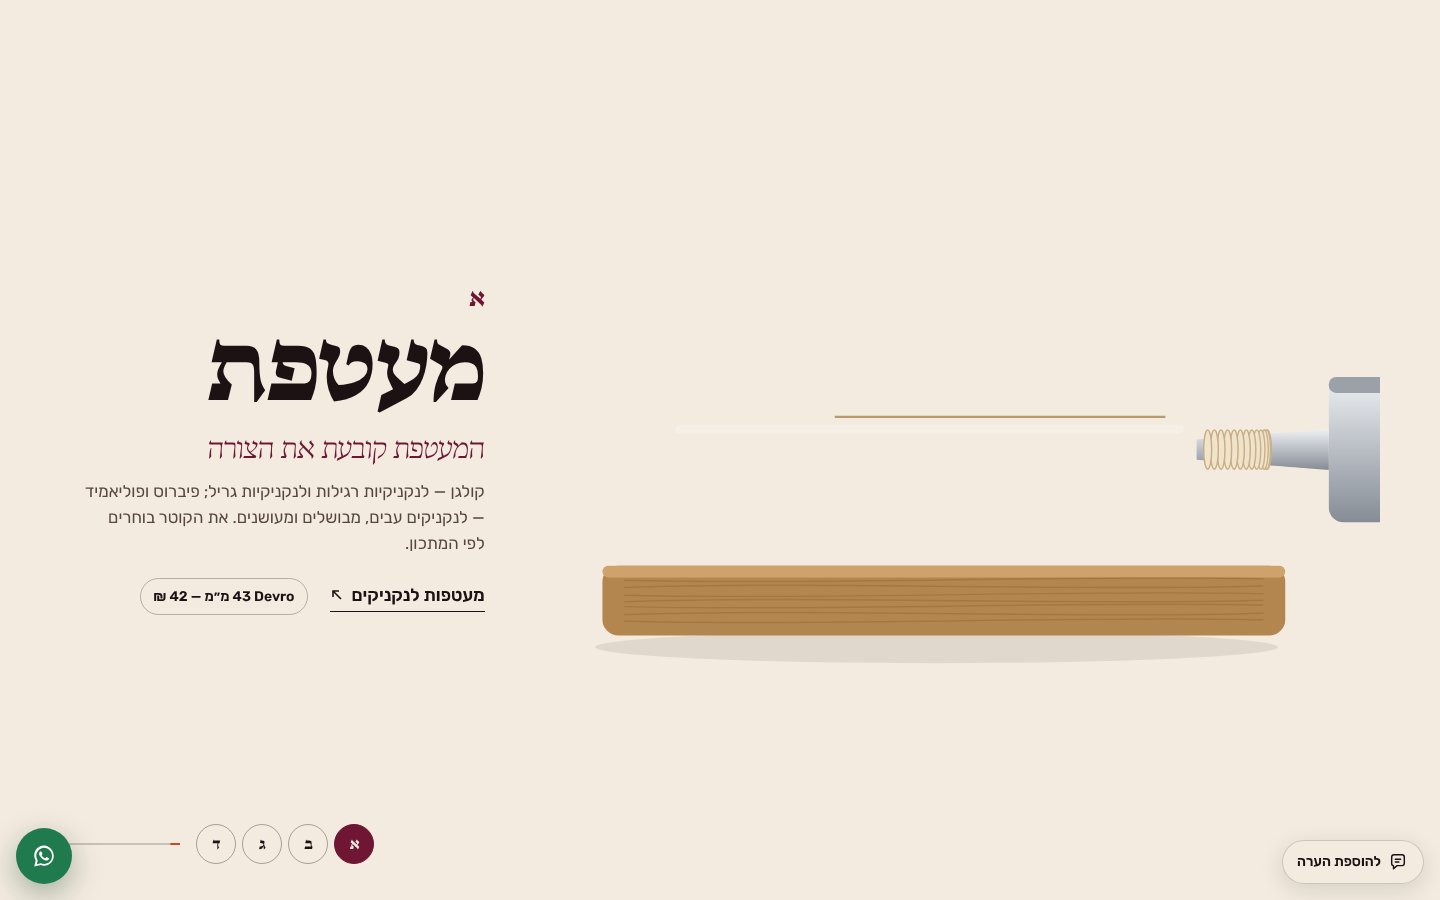 א
מעטפת
המעטפת קובעת את הצורה
קולגן – לנקניקיות רגילות ולנקניקיות גריל; פיברוס ופוליאמיד
– לנקניקים עבים, מבושלים ומעושנים. את הקוטר בוחרים
לפי המתכון.
מעטפות לנקניקים ↖
Devro 43 מ״מ – 42 ₪
א ב ג ד
להוספת הערה